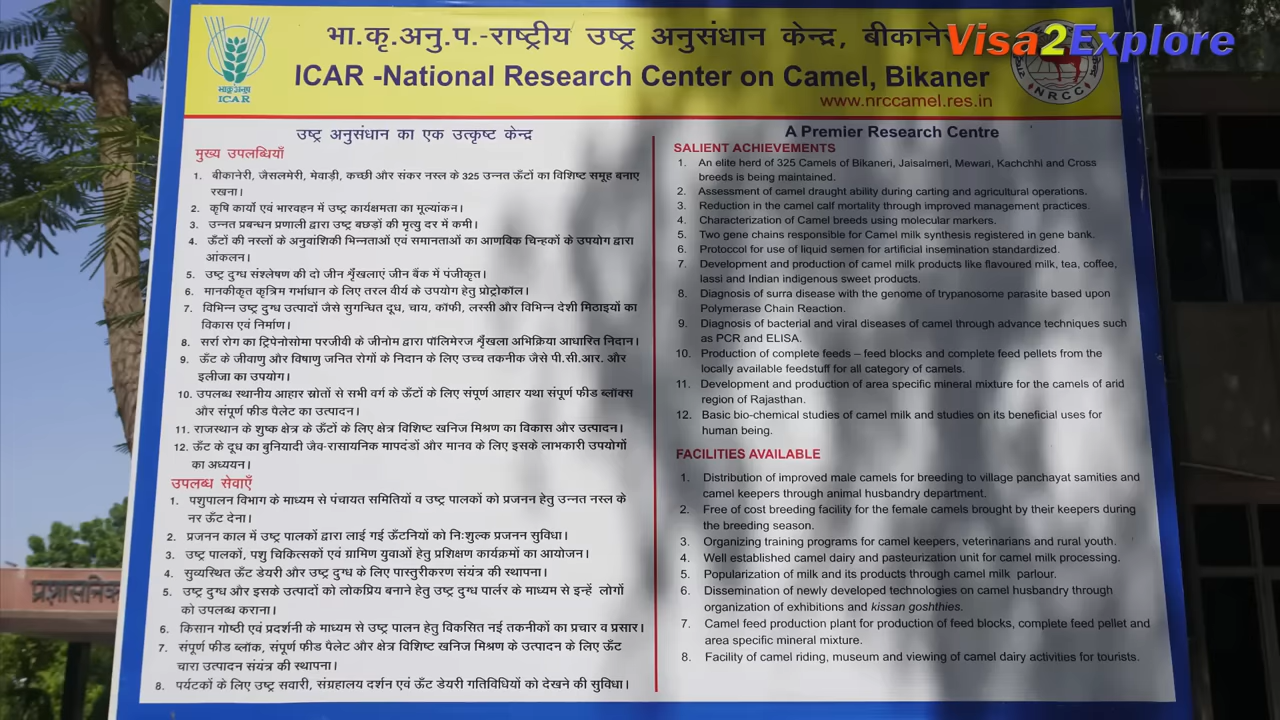 भा.कृ.अनु.प.-राष्ट्रीय उष्ट्र अनुसंधान केन्द्र, बीकानेर
Visa2Explore
ICAR -National Research Center on Camel, Bikaner
www.nrccamel.res.in
भाकृअनुप
ICAR
NRCC
उष्ट्र अनुसंधान का एक उत्कृष्ट केन्द्र
मुख्य उपलब्धियाँ
1. बीकानेरी, जैसलमेरी, मेवाड़ी, कच्छी और संकर नस्ल के 325 उन्नत ऊँटों का विशिष्ट समूह बनाए
रखना।
2. कृषि कार्यो एवं भारवहन में उष्ट्र कार्यक्षमता का मूल्यांकन।
3. उन्नत प्रबन्धन प्रणाली द्वारा उष्ट्र बछड़ों की मृत्यु दर में कमी।
4. ऊँटों की नस्लों के अनुवांशिकी भिन्नताओं एवं समानताओं का आणविक चिन्हकों के उपयोग द्वारा
आंकलन।
5. उष्ट्र दुग्ध संश्लेषण की दो जीन श्रृँखलाएं जीन बैंक में पंजीकृत।
6. मानकीकृत कृत्रिम गर्भाधान के लिए तरल वीर्य के उपयोग हेतु प्रोट्रोकॉल।
7. विभिन्न उष्ट्र दुग्ध उत्पादों जैसे सुगन्धित दूध, चाय, कॉफी, लस्सी और विभिन्न देशी मिठाइयों का
विकास एवं निर्माण।
8. सर्रा रोग का ट्रिपेनोसोमा परजीवी के जीनोम द्वारा पॉलिमेरज श्रृँखला अभिक्रिया आधारित निदान।
9. ऊँट के जीवाणु और विषाणु जनित रोगों के निदान के लिए उच्च तकनीक जैसे पी.सी.आर. और
इलीजा का उपयोग।
10. उपलब्ध स्थानीय आहार स्रोतों से सभी वर्ग के ऊँटों के लिए संपूर्ण आहार यथा संपूर्ण फीड ब्लॉक्स
और संपूर्ण फीड पैलेट का उत्पादन।
11. राजस्थान के शुष्क क्षेत्र के ऊँटों के लिए क्षेत्र विशिष्ट खनिज मिश्रण का विकास और उत्पादन।
12. ऊँट के दूध का बुनियादी जैव-रासायनिक मापदंडों और मानव के लिए इसके लाभकारी उपयोगों
का अध्ययन।
उपलब्ध सेवाएँ
1. पशुपालन विभाग के माध्यम से पंचायत समितियों व उष्ट्र पालकों को प्रजनन हेतु उन्नत नस्ल के
नर ऊँट देना।
2. प्रजनन काल में उष्ट्र पालकों द्वारा लाई गई ऊँटनियों को नि:शुल्क प्रजनन सुविधा।
3. उष्ट्र पालकों, पशु चिकित्सकों एवं ग्रामिण युवाओं हेतु प्रशिक्षण कार्यक्रमों का आयोजन।
4. सुव्यस्थित ऊँट डेयरी और उष्ट्र दुग्ध के लिए पास्तुरीकरण संयंत्र की स्थापना।
5. उष्ट्र दुग्ध और इसके उत्पादों को लोकप्रिय बनाने हेतु उष्ट्र दुग्ध पार्लर के माध्यम से इन्हें लोगों
को उपलब्ध कराना।
6. किसान गोष्ठी एवं प्रदर्शनी के माध्यम से उष्ट्र पालन हेतु विकसित नई तकनीकों का प्रचार व प्रसार।
7. संपूर्ण फीड ब्लॉक, संपूर्ण फीड पैलेट और क्षेत्र विशिष्ट खनिज मिश्रण के उत्पादन के लिए ऊँट
चारा उत्पादन संयंत्र की स्थापना।
8. पर्यटकों के लिए उष्ट्र सवारी, संग्रहालय दर्शन एवं ऊँट डेयरी गतिविधियों को देखने की सुविधा।
A Premier Research Centre
SALIENT ACHIEVEMENTS
1. An elite herd of 325 Camels of Bikaneri, Jaisalmeri, Mewari, Kachchhi and Cross
breeds is being maintained.
2. Assessment of camel draught ability during carting and agricultural operations.
3. Reduction in the camel calf mortality through improved management practices.
4. Characterization of Camel breeds using molecular markers.
5. Two gene chains responsible for Camel milk synthesis registered in gene bank.
6. Protoccol for use of liquid semen for artificial insemination standardized.
7. Development and production of camel milk products like flavoured milk, tea, coffee,
lassi and Indian indigenous sweet products.
8. Diagnosis of surra disease with the genome of trypanosome parasite based upon
Polymerase Chain Reaction.
9. Diagnosis of bacterial and viral diseases of camel through advance techniques such
as PCR and ELISA.
10. Production of complete feeds – feed blocks and complete feed pellets from the
locally available feedstuff for all category of camels.
11. Development and production of area specific mineral mixture for the camels of arid
region of Rajasthan.
12. Basic bio-chemical studies of camel milk and studies on its beneficial uses for
human being.
FACILITIES AVAILABLE
1. Distribution of improved male camels for breeding to village panchayat samities and
camel keepers through animal husbandry department.
2. Free of cost breeding facility for the female camels brought by their keepers during
the breeding season.
3. Organizing training programs for camel keepers, veterinarians and rural youth.
4. Well established camel dairy and pasteurization unit for camel milk processing.
5. Popularization of milk and its products through camel milk parlour.
6. Dissemination of newly developed technologies on camel husbandry through
organization of exhibitions and kissan goshthies.
7. Camel feed production plant for production of feed blocks, complete feed pellet and
area specific mineral mixture.
8. Facility of camel riding, museum and viewing of camel dairy activities for tourists.